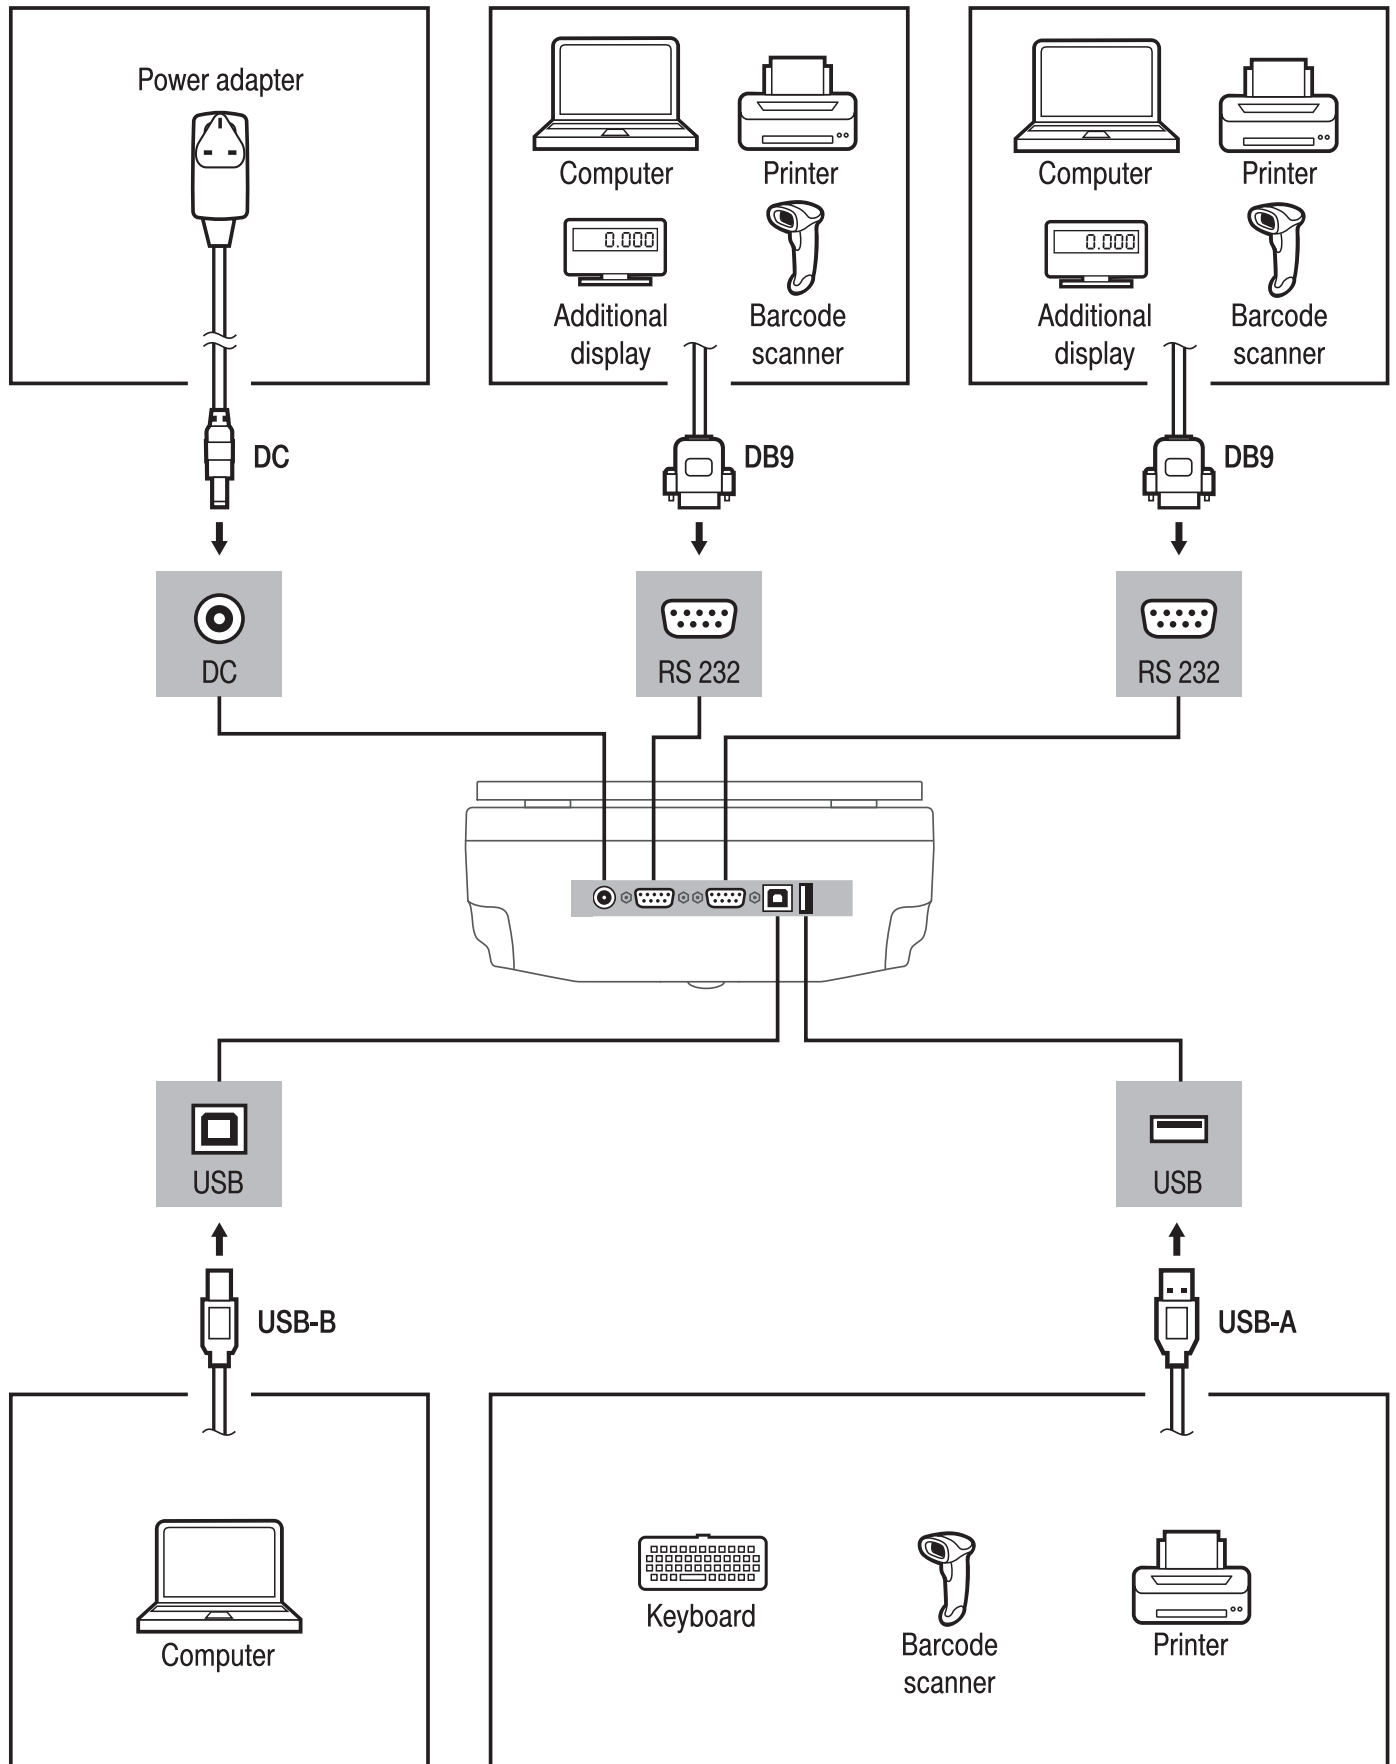 Power adapter
Computer
Printer
0.000
Additional
display
Barcode
scanner
Computer
Printer
0.000
Additional
display
Barcode
scanner
DC
DB9
DB9
DC
RS 232
RS 232
USB
USB
USB-B
USB-A
Computer
Keyboard
Barcode
scanner
Printer